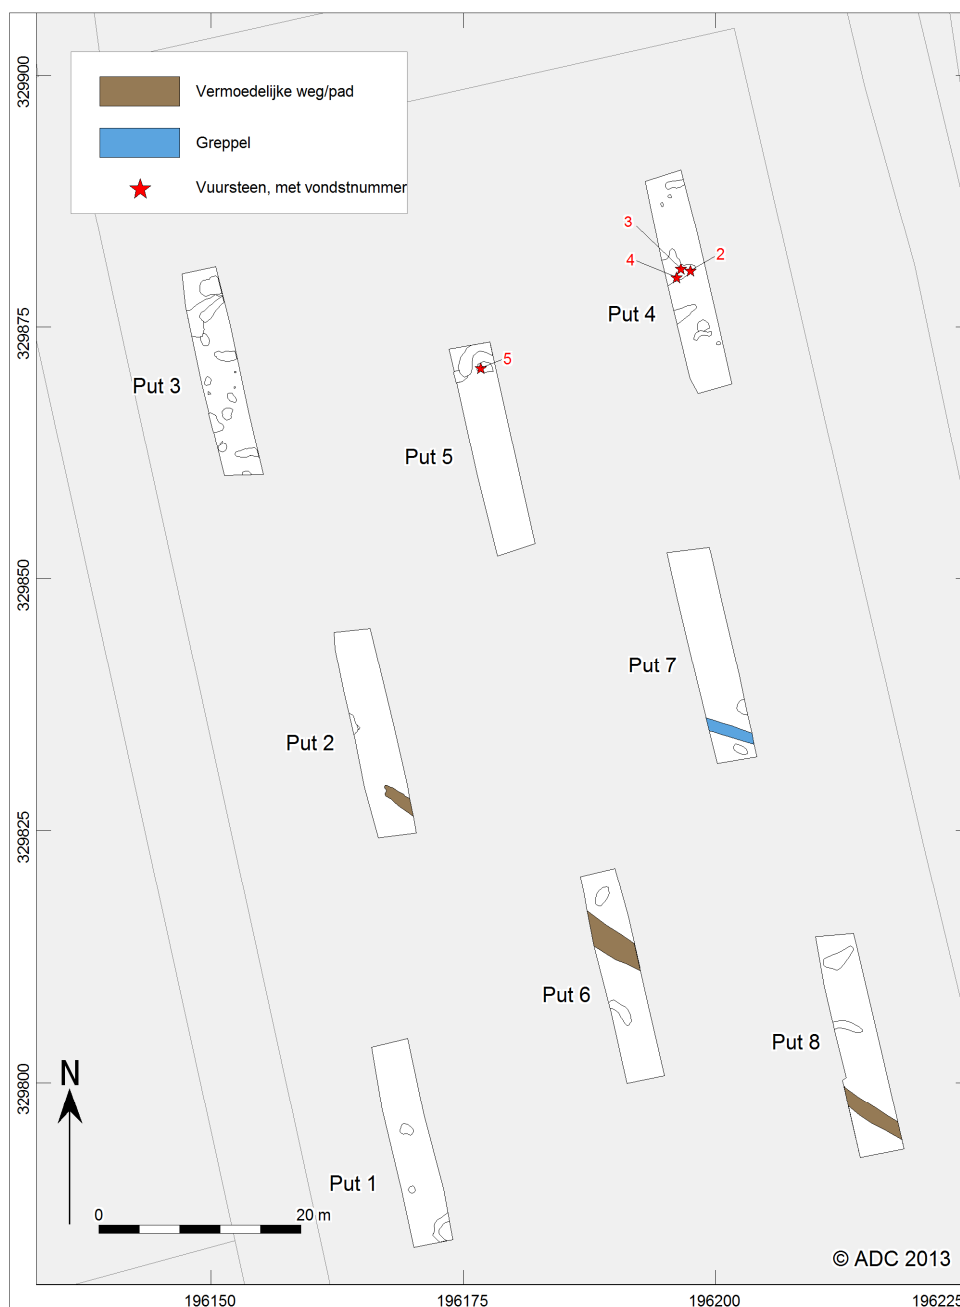 Vermoedelijke weg/pad
Greppel
Vuursteen, met vondstnummer
329900
329875
329850
329825
329800
3
4
2
Put 4
Put 3
5
Put 5
Put 7
Put 2
Put 6
Put 8
Put 1
N
0 20 m
© ADC 2013
196150 196175 196200 196225